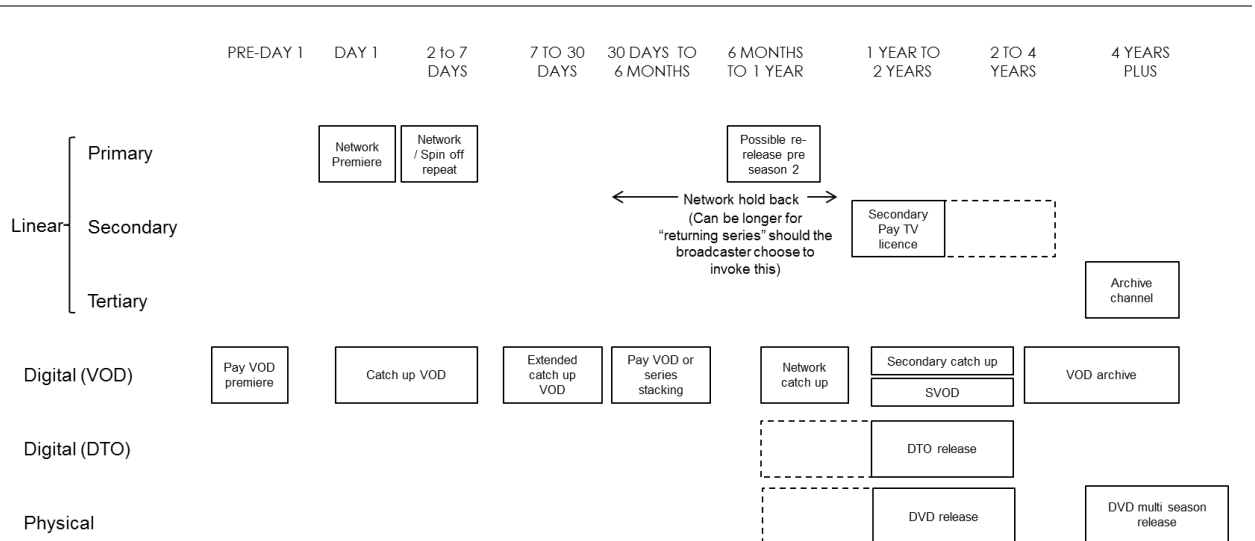 PRE-DAY 1
DAY 1
2 to 7
DAYS
7 TO 30
DAYS
30 DAYS TO
6 MONTHS
6 MONTHS
TO 1 YEAR
1 YEAR TO
2 YEARS
2 TO 4
YEARS
4 YEARS
PLUS
Linear
Primary
Network
Premiere
Network
/ Spin off
repeat
Possible re-
release pre
season 2
Network hold back
(Can be longer for
“returning series” should the
broadcaster choose to
invoke this)
Secondary
Secondary
Pay TV
licence
Tertiary
Archive
channel
Digital (VOD)
Pay VOD
premiere
Catch up VOD
Extended
catch up
VOD
Pay VOD or
series
stacking
Network
catch up
Secondary catch up
SVOD
VOD archive
Digital (DTO)
DTO release
Physical
DVD release
DVD multi season
release